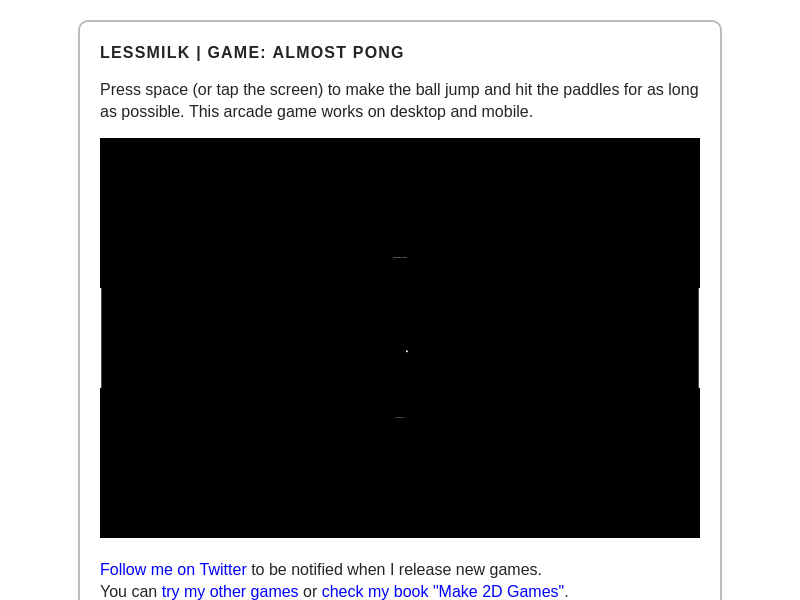 LESSMILK | GAME: ALMOST PONG
Press space (or tap the screen) to make the ball jump and hit the paddles for as long
as possible. This arcade game works on desktop and mobile.
Follow me on Twitter to be notified when I release new games.
You can try my other games or check my book "Make 2D Games".